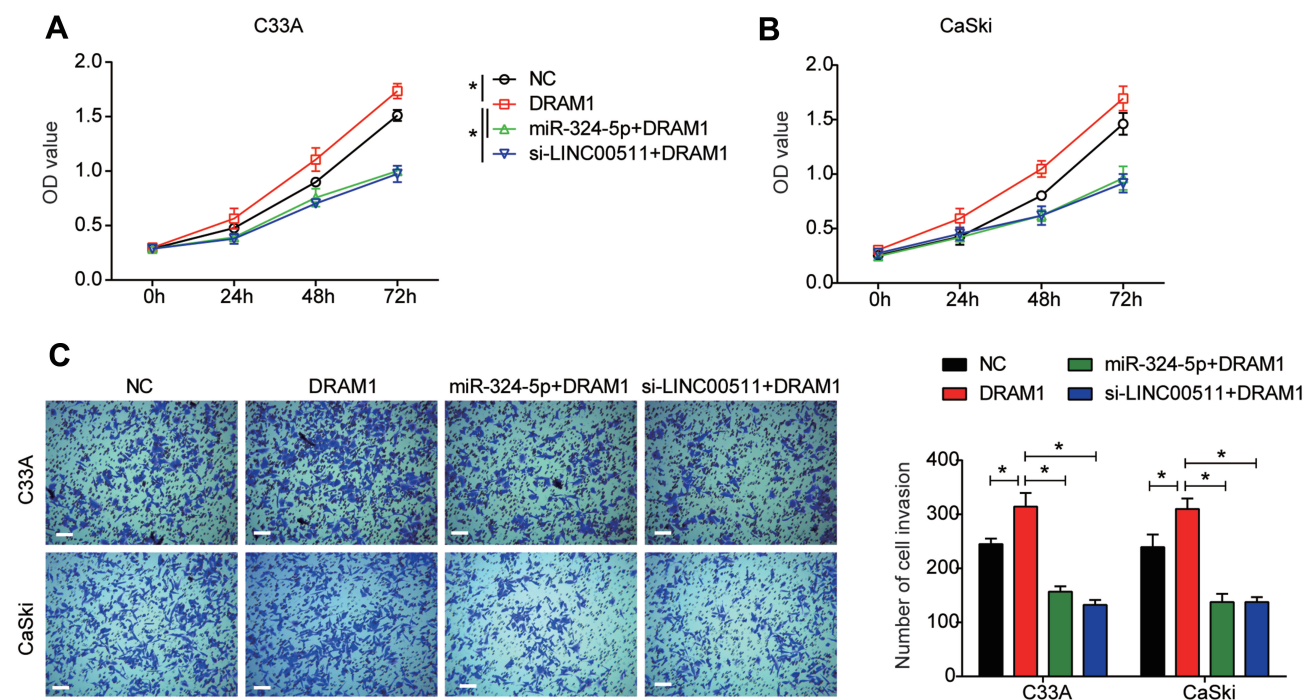 A
C33A
OD value
2.0
1.5
1.0
0.5
0.0
0h 24h 48h 72h
* NC
DRAM1
* miR-324-5p+DRAM1
si-LINC00511+DRAM1
B
CaSki
OD value
2.0
1.5
1.0
0.5
0.0
0h 24h 48h 72h
C
NC DRAM1 miR-324-5p+DRAM1 si-LINC00511+DRAM1
C33A
CaSki
NC miR-324-5p+DRAM1
DRAM1 si-LINC00511+DRAM1
Number of cell invasion
400
300
200
100
0
* * *
* * *
C33A CaSki